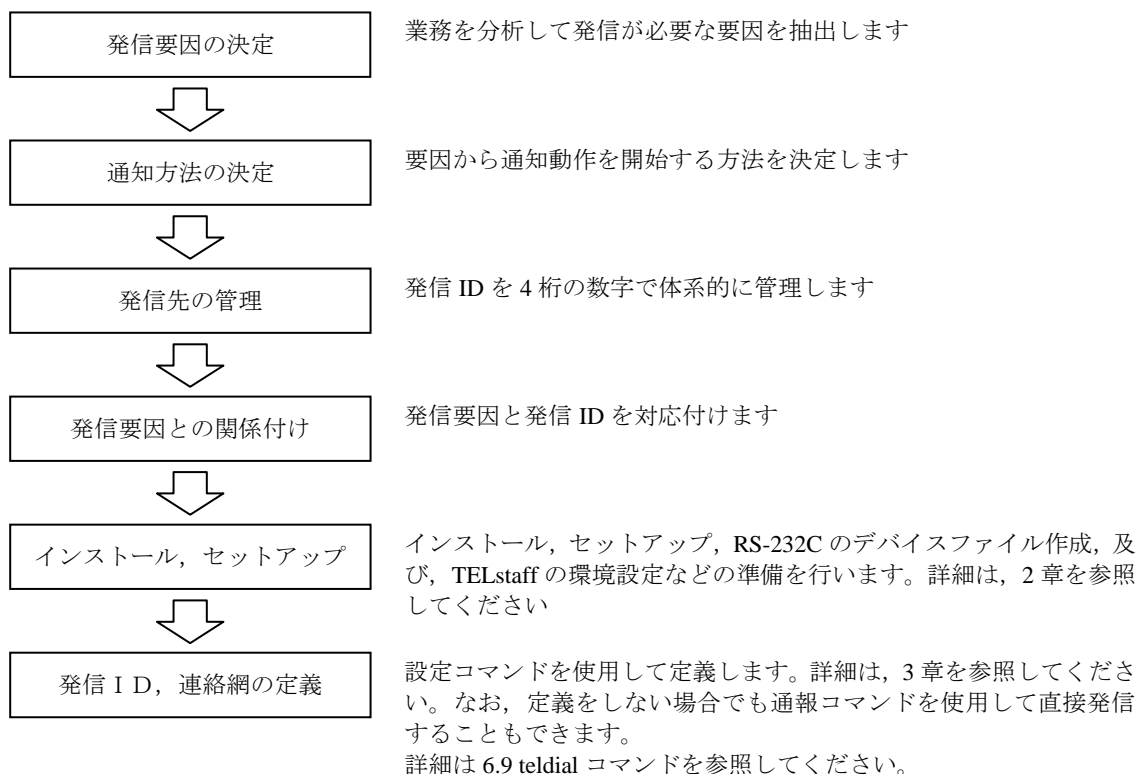 発信要因の決定
業務を分析して発信が必要な要因を抽出します
通知方法の決定
要因から通知動作を開始する方法を決定します
発信先の管理
発信 ID を 4 桁の数字で体系的に管理します
発信要因との関係付け
発信要因と発信 ID を対応付けます
インストール，セットアップ
インストール，セットアップ，RS-232C のデバイスファイル作成，及
び，TELstaff の環境設定などの準備を行います。詳細は，2 章を参照
してください
発信ＩＤ，連絡網の定義
設定コマンドを使用して定義します。詳細は，3 章を参照してくださ
い。なお，定義をしない場合でも通報コマンドを使用して直接発信
することもできます。
詳細は 6.9 teldial コマンドを参照してください。